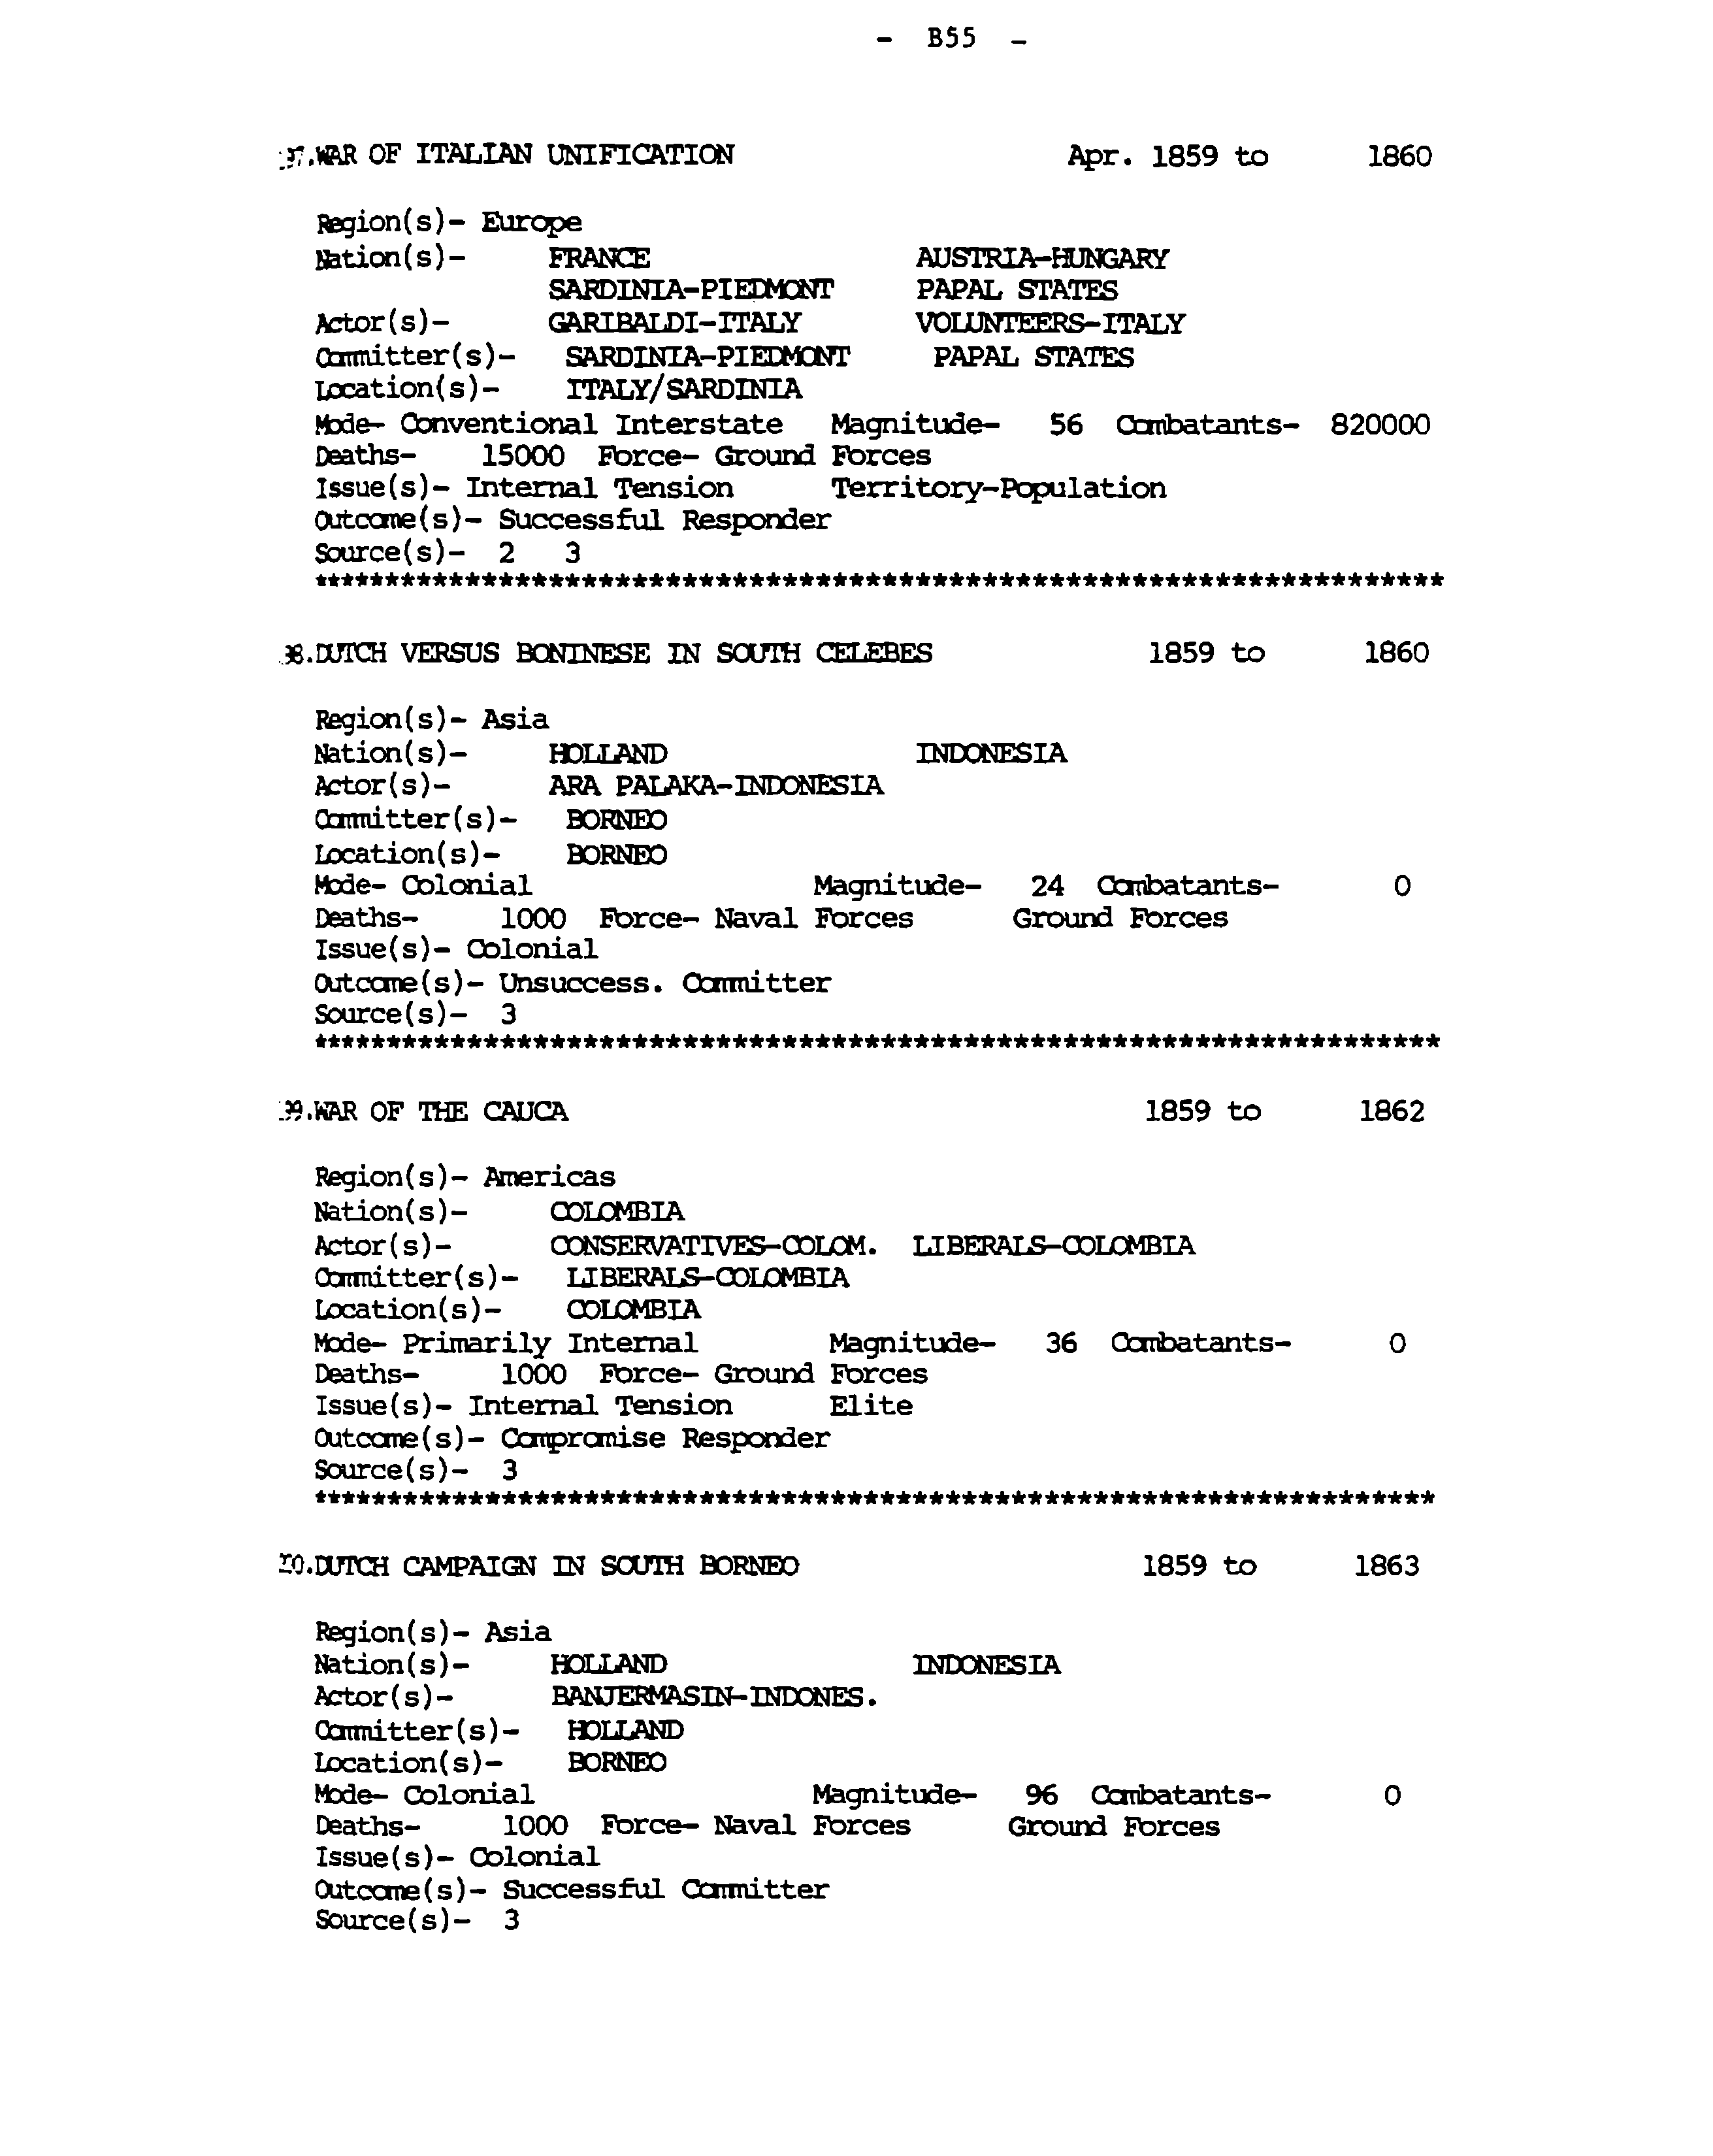 - B55 -
WAR OF ITALIAN UNIFICATION Apr. 1859 to 1860
Region(s)- Europe
Nation(s)- FRANCE AUSTRIA-HUNGARY
SARDINIA-PIEDMONT PAPAL STATES
Actor(s)- GARIBALDI-ITALY VOLUNTEERS-ITALY
Committer(s)- SARDINIA-PIEDMONT PAPAL STATES
Location(s)- ITALY/SARDINIA
Mode- Conventional Interstate Magnitude- 56 Combatants- 820000
Deaths- 15000 Force- Ground Forces
Issue(s)- Internal Tension Territory-Population
Outcome(s)- Successful Responder
Source(s)- 2 3
********************************************************************
DUTCH VERSUS BONINESE IN SOUTH CELEBES 1859 to 1860
Region(s)- Asia
Nation(s)- HOLLAND INDONESIA
Actor(s)- ARA PALAKA-INDONESIA
Committer(s)- BORNEO
Location(s)- BORNEO
Mode- Colonial Magnitude- 24 Combatants- 0
Deaths- 1000 Force- Naval Forces Ground Forces
Issue(s)- Colonial
Outcome(s)- Unsuccess. Committer
Source(s)- 3
********************************************************************
WAR OF THE CAUCA 1859 to 1862
Region(s)- Americas
Nation(s)- COLOMBIA
Actor(s)- CONSERVATIVES-COLOM. LIBERALS-COLOMBIA
Committer(s)- LIBERALS-COLOMBIA
Location(s)- COLOMBIA
Mode- Primarily Internal Magnitude- 36 Combatants- 0
Deaths- 1000 Force- Ground Forces
Issue(s)- Internal Tension Elite
Outcome(s)- Compromise Responder
Source(s)- 3
********************************************************************
DUTCH CAMPAIGN IN SOUTH BORNEO 1859 to 1863
Region(s)- Asia
Nation(s)- HOLLAND INDONESIA
Actor(s)- BANJERMASIN-INDONES.
Committer(s)- HOLLAND
Location(s)- BORNEO
Mode- Colonial Magnitude- 96 Combatants- 0
Deaths- 1000 Force- Naval Forces Ground Forces
Issue(s)- Colonial
Outcome(s)- Successful Committer
Source(s)- 3